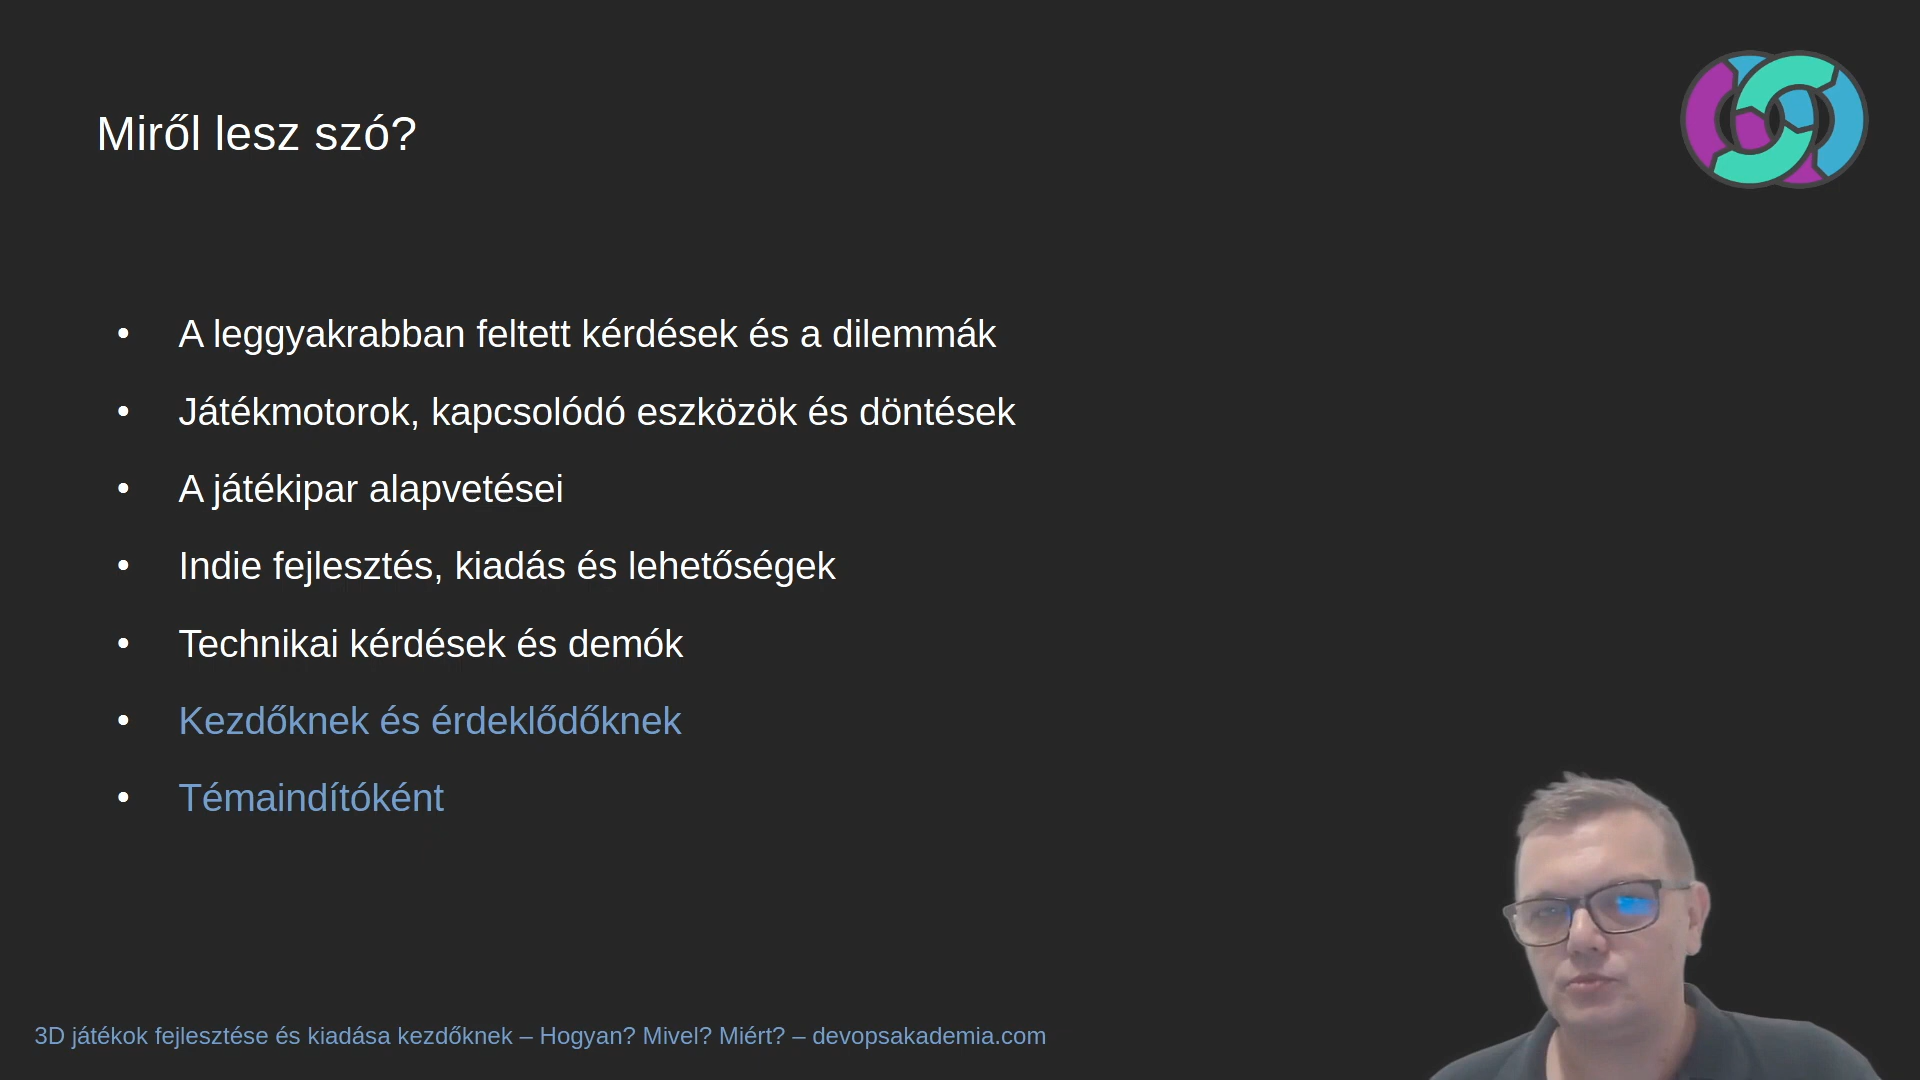 Miről lesz szó?
• A leggyakrabban feltett kérdések és a dilemmák
• Játékmotorok, kapcsolódó eszközök és döntések
• A játékipar alapvetései
• Indie fejlesztés, kiadás és lehetőségek
• Technikai kérdések és demók
• Kezdőknek és érdeklődőknek
• Témaindítóként
3D játékok fejlesztése és kiadása kezdőknek – Hogyan? Mivel? Miért? – devopsakademia.com